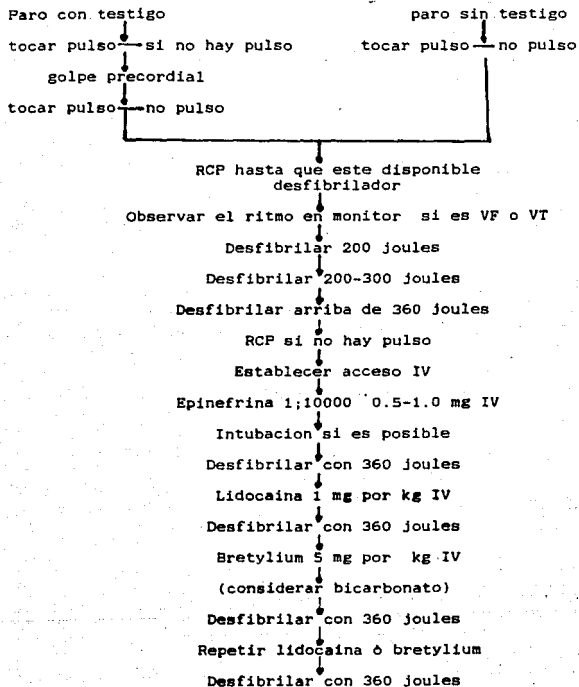 Paro con testigo
paro sin testigo
tocar pulso si no hay pulso
tocar pulso no pulso
golpe precordial
tocar pulso no pulso
RCP hasta que este disponible
desfibrilador
Observar el ritmo en monitor si es VF o VT
Desfibrilar 200 joules
Desfibrilar 200-300 joules
Desfibrilar arriba de 360 joules
RCP si no hay pulso
Establecer acceso IV
Epinefrina 1;10000 0.5-1.0 mg IV
Intubacion si es posible
Desfibrilar con 360 joules
Lidocaina 1 mg por kg IV
Desfibrilar con 360 joules
Bretylium 5 mg por kg IV
(considerar bicarbonato)
Desfibrilar con 360 joules
Repetir lidocaina ó bretylium
Desfibrilar con 360 joules